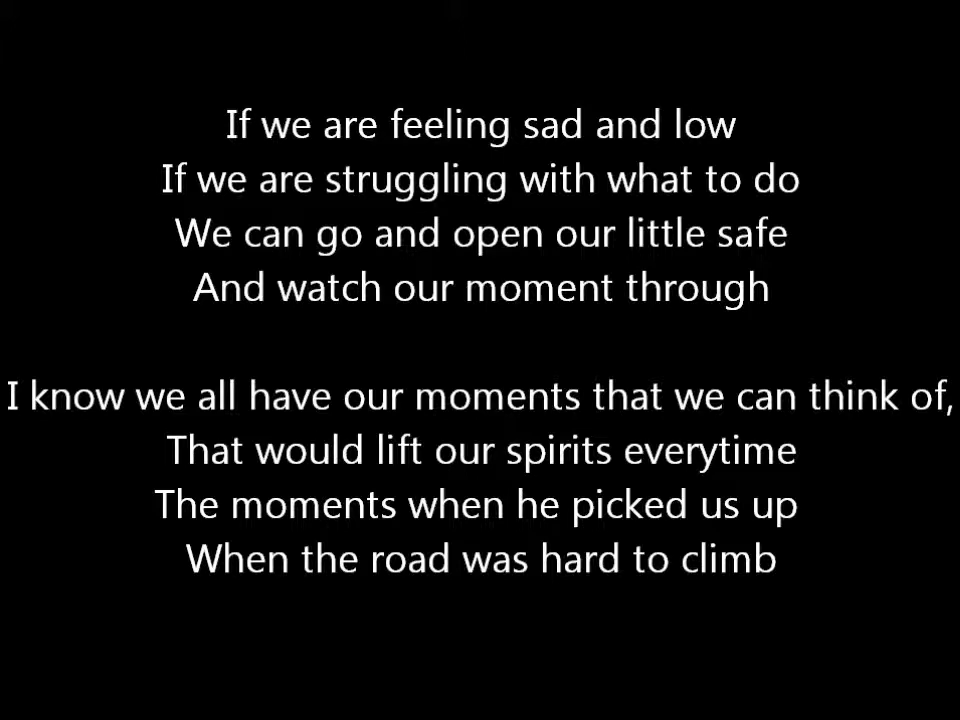 If we are feeling sad and low
If we are struggling with what to do
We can go and open our little safe
And watch our moment through
I know we all have our moments that we can think of,
That would lift our spirits everytime
The moments when he picked us up
When the road was hard to climb